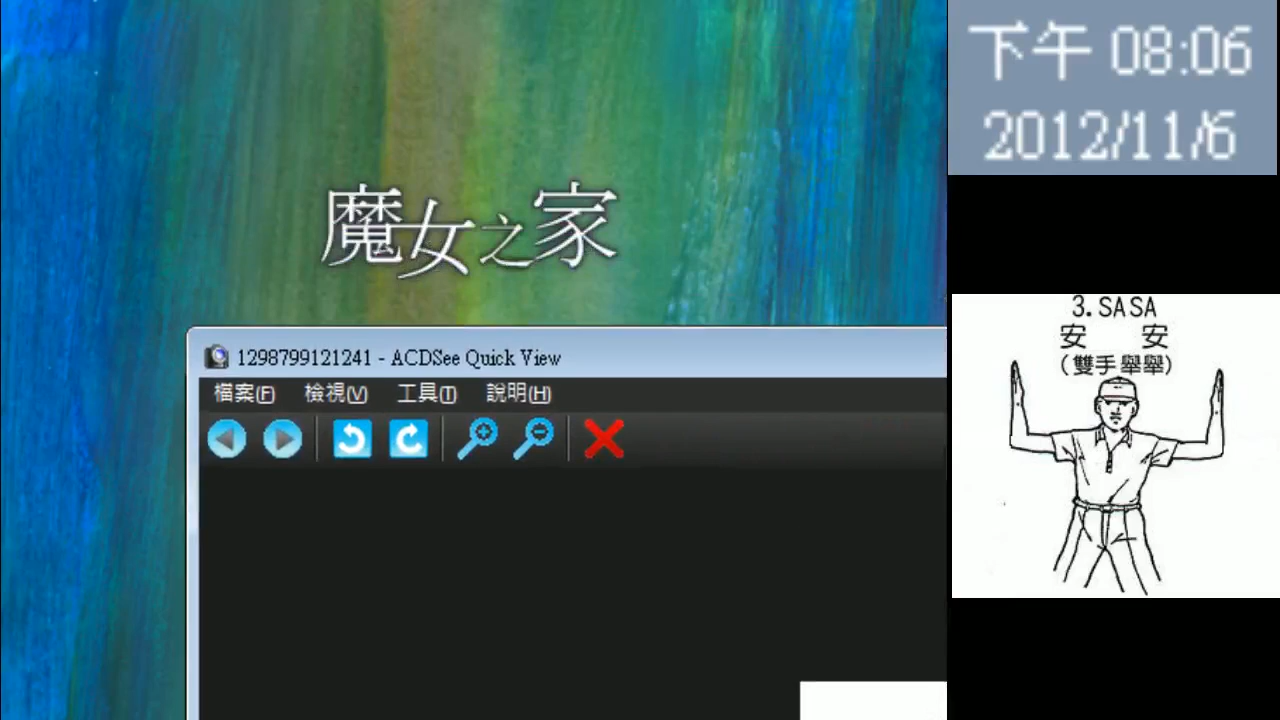 魔女之家
1298799121241 - ACDSee Quick View
檔案(F) 檢視(V) 工具(T) 說明(H)
下午 08:06
2012/11/6
3. SASA
安 安
(雙手舉舉)